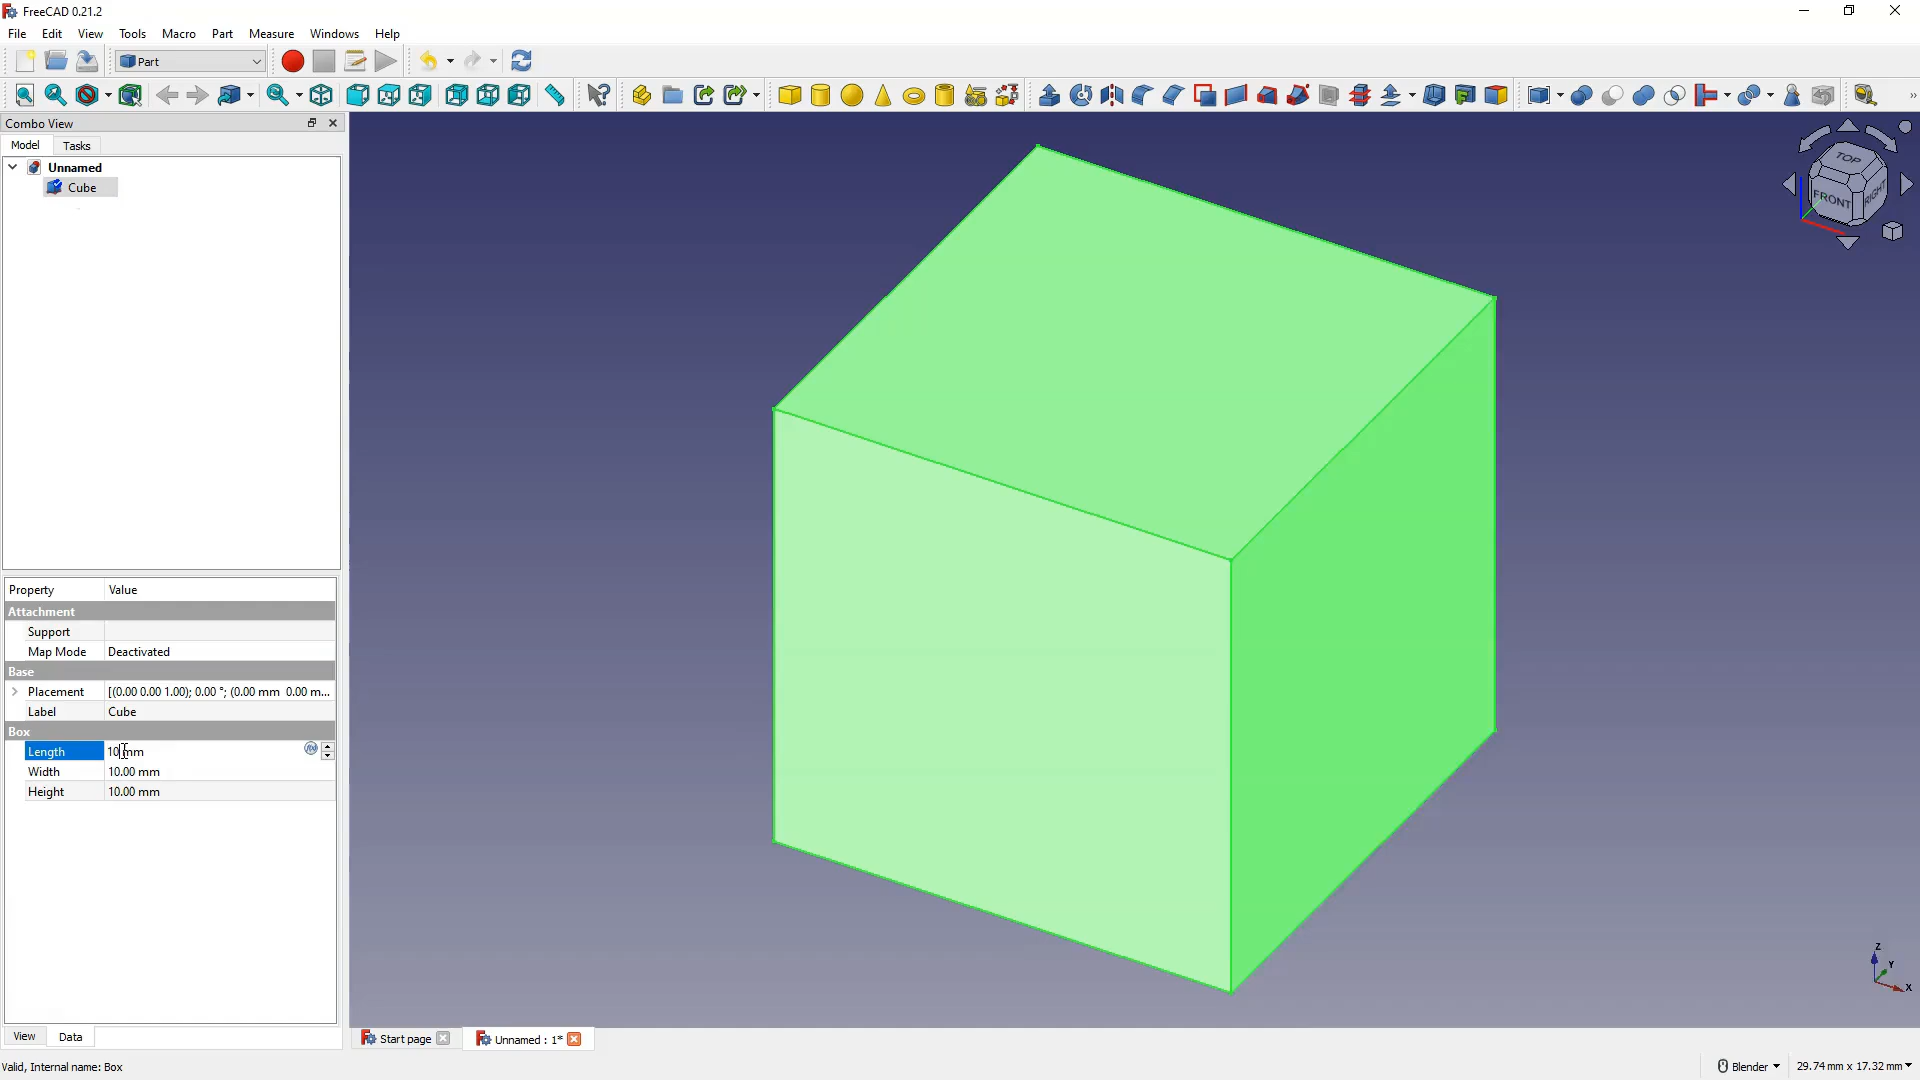 FreeCAD 0.21.2
File Edit View Tools Macro Part Measure Windows Help
Part
Combo View
Model Tasks
Unnamed
Cube
TOP
FRONT RIGHT
Property Value
Attachment
Support
Map Mode Deactivated
Base
Placement [(0.00 0.00 1.00); 0.00 °; (0.00 mm 0.00 m...
Label Cube
Box
Length 10 mm
Width 10.00 mm
Height 10.00 mm
Z
Y
X
View Data
Start page Unnamed : 1*
Valid, Internal name: Box
Blender 29.74 mm x 17.32 mm